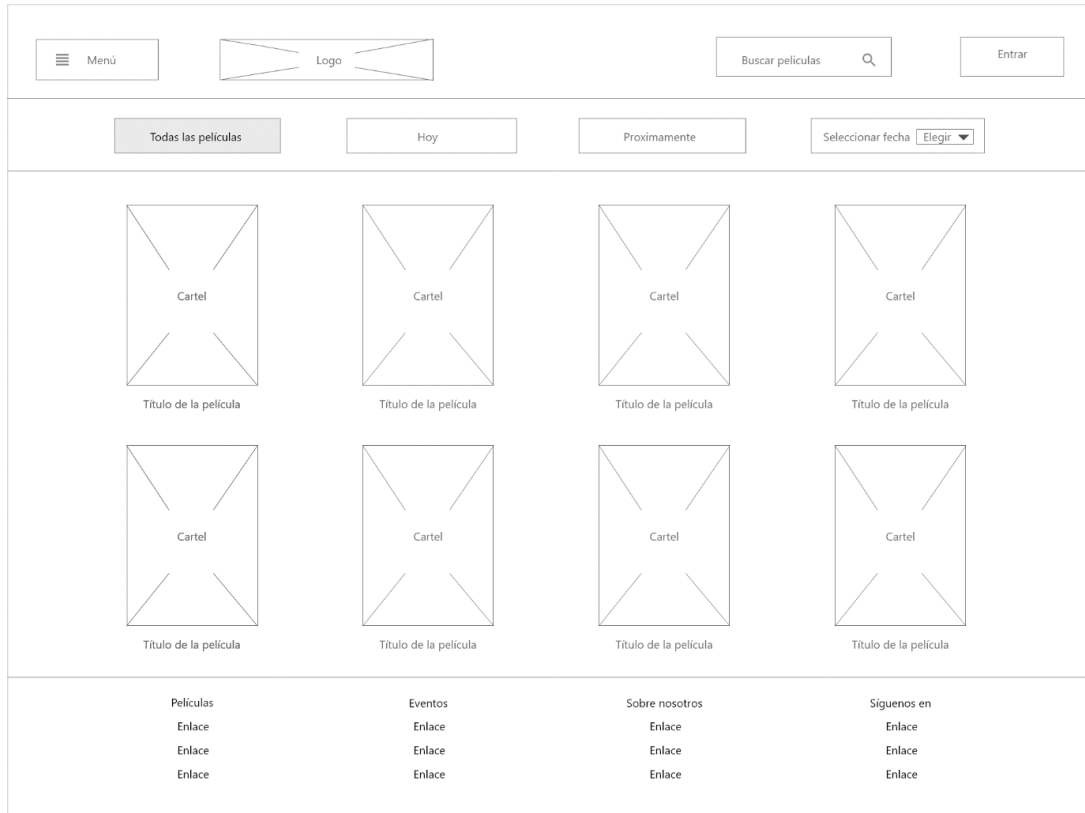 Menú
Logo
Buscar películas
Entrar
Todas las películas
Hoy
Proximamente
Seleccionar fecha Elegir
Cartel Cartel Cartel Cartel
Título de la película Título de la película Título de la película Título de la película
Cartel Cartel Cartel Cartel
Título de la película Título de la película Título de la película Título de la película
Películas Eventos Sobre nosotros Síguenos en
Enlace Enlace Enlace Enlace
Enlace Enlace Enlace Enlace
Enlace Enlace Enlace Enlace